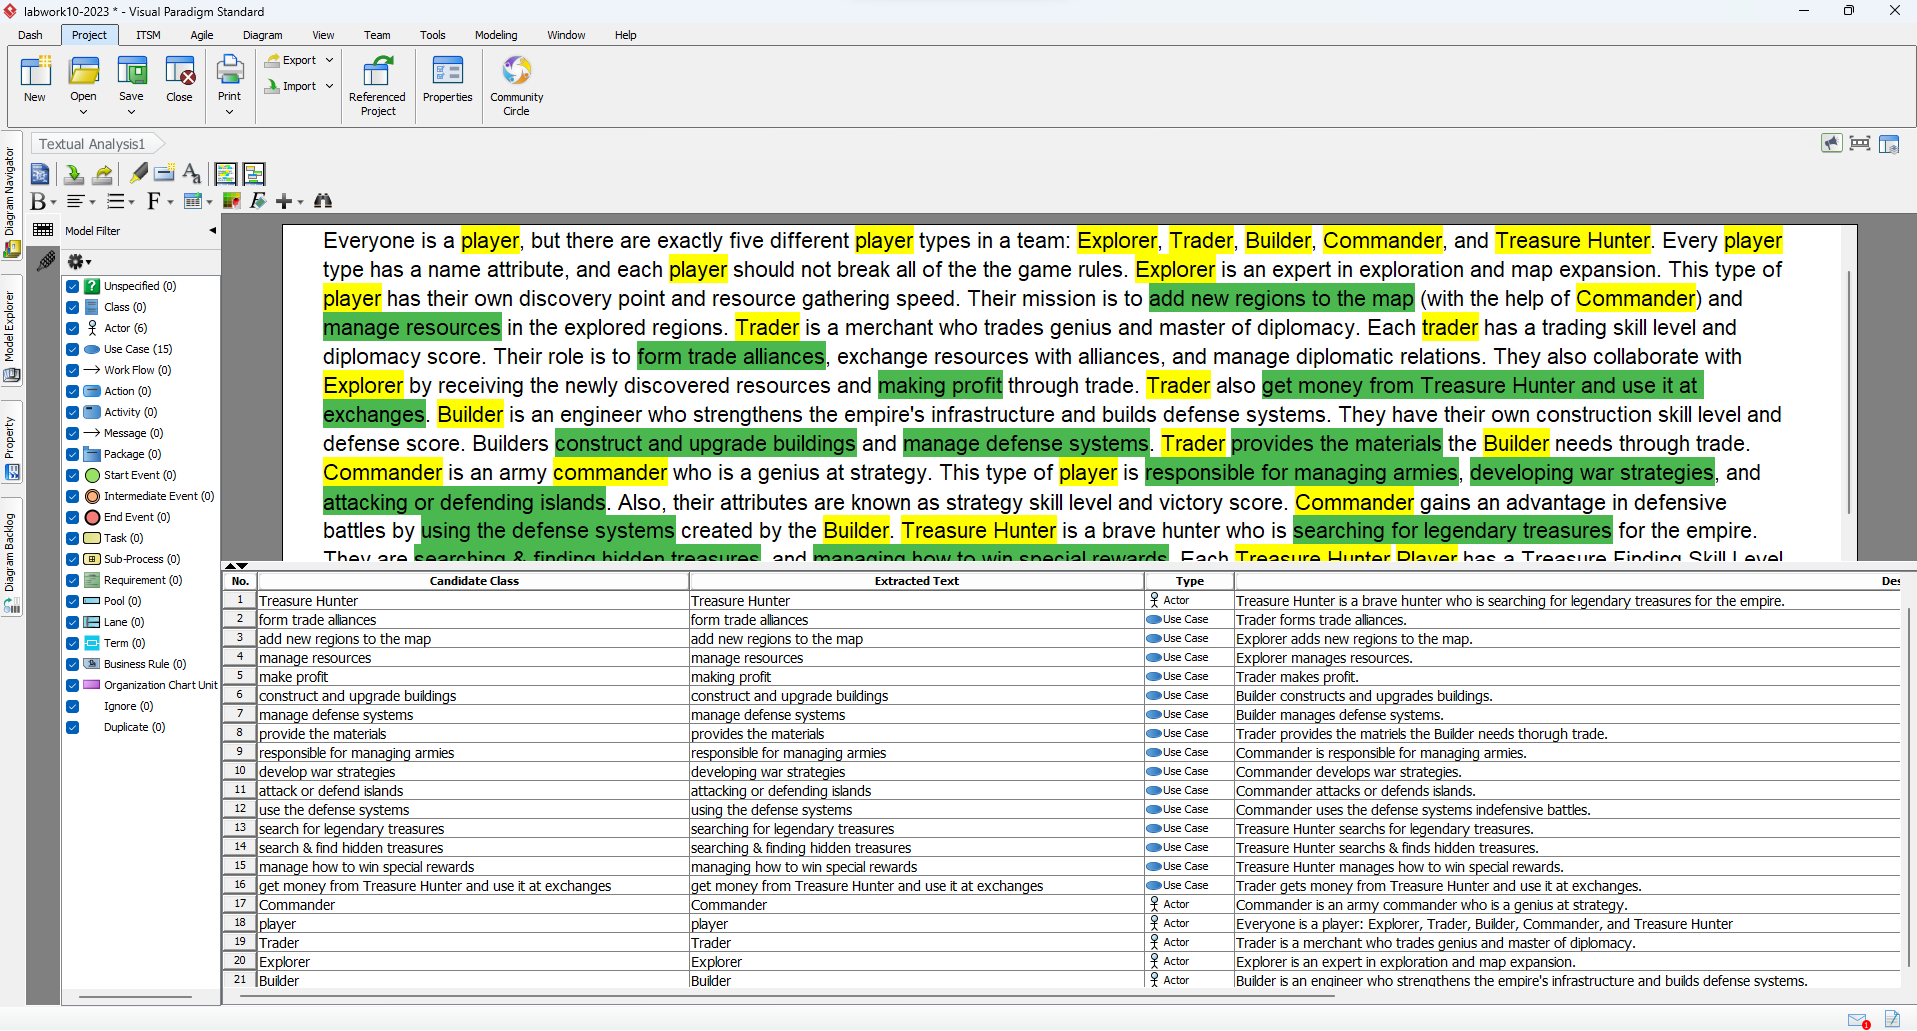 labwork10-2023 * - Visual Paradigm Standard
Dash Project ITSM Agile Diagram View Team Tools Modeling Window Help
New Open Save Close Print Export Import Referenced Project Properties Community Circle
Textual Analysis1
Diagram Navigator
Model Explorer
Property
Diagram Backlog
Model Filter
Unspecified (0)
Class (0)
Actor (6)
Use Case (15)
Work Flow (0)
Action (0)
Activity (0)
Message (0)
Package (0)
Start Event (0)
Intermediate Event (0)
End Event (0)
Task (0)
Sub-Process (0)
Requirement (0)
Pool (0)
Lane (0)
Term (0)
Business Rule (0)
Organization Chart Unit
Ignore (0)
Duplicate (0)
Everyone is a player, but there are exactly five different player types in a team: Explorer, Trader, Builder, Commander, and Treasure Hunter. Every player
type has a name attribute, and each player should not break all of the the game rules. Explorer is an expert in exploration and map expansion. This type of
player has their own discovery point and resource gathering speed. Their mission is to add new regions to the map (with the help of Commander) and
manage resources in the explored regions. Trader is a merchant who trades genius and master of diplomacy. Each trader has a trading skill level and
diplomacy score. Their role is to form trade alliances, exchange resources with alliances, and manage diplomatic relations. They also collaborate with
Explorer by receiving the newly discovered resources and making profit through trade. Trader also get money from Treasure Hunter and use it at
exchanges. Builder is an engineer who strengthens the empire's infrastructure and builds defense systems. They have their own construction skill level and
defense score. Builders construct and upgrade buildings and manage defense systems. Trader provides the materials the Builder needs through trade.
Commander is an army commander who is a genius at strategy. This type of player is responsible for managing armies, developing war strategies, and
attacking or defending islands. Also, their attributes are known as strategy skill level and victory score. Commander gains an advantage in defensive
battles by using the defense systems created by the Builder. Treasure Hunter is a brave hunter who is searching for legendary treasures for the empire.
They are searching & finding hidden treasures, and managing how to win special rewards. Each Treasure Hunter Player has a Treasure Finding Skill Level
No. Candidate Class Extracted Text Type Des
1 Treasure Hunter Treasure Hunter Actor Treasure Hunter is a brave hunter who is searching for legendary treasures for the empire.
2 form trade alliances form trade alliances Use Case Trader forms trade alliances.
3 add new regions to the map add new regions to the map Use Case Explorer adds new regions to the map.
4 manage resources manage resources Use Case Explorer manages resources.
5 make profit making profit Use Case Trader makes profit.
6 construct and upgrade buildings construct and upgrade buildings Use Case Builder constructs and upgrades buildings.
7 manage defense systems manage defense systems Use Case Builder manages defense systems.
8 provide the materials provides the materials Use Case Trader provides the matriels the Builder needs thorugh trade.
9 responsible for managing armies responsible for managing armies Use Case Commander is responsible for managing armies.
10 develop war strategies developing war strategies Use Case Commander develops war strategies.
11 attack or defend islands attacking or defending islands Use Case Commander attacks or defends islands.
12 use the defense systems using the defense systems Use Case Commander uses the defense systems indefensive battles.
13 search for legendary treasures searching for legendary treasures Use Case Treasure Hunter searchs for legendary treasures.
14 search & find hidden treasures searching & finding hidden treasures Use Case Treasure Hunter searchs & finds hidden treasures.
15 manage how to win special rewards managing how to win special rewards Use Case Treasure Hunter manages how to win special rewards.
16 get money from Treasure Hunter and use it at exchanges get money from Treasure Hunter and use it at exchanges Use Case Trader gets money from Treasure Hunter and use it at exchanges.
17 Commander Commander Actor Commander is an army commander who is a genius at strategy.
18 player player Actor Everyone is a player: Explorer, Trader, Builder, Commander, and Treasure Hunter
19 Trader Trader Actor Trader is a merchant who trades genius and master of diplomacy.
20 Explorer Explorer Actor Explorer is an expert in exploration and map expansion.
21 Builder Builder Actor Builder is an engineer who strengthens the empire's infrastructure and builds defense systems.
1